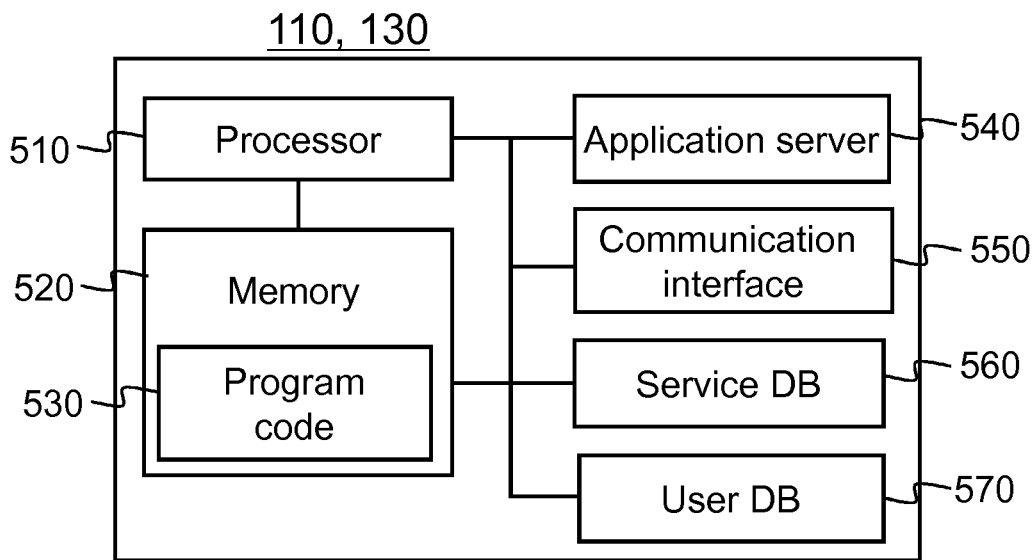 110, 130
510
Processor
Application server
540
520
Memory
Communication
interface
550
530
Program
code
Service DB
560
User DB
570